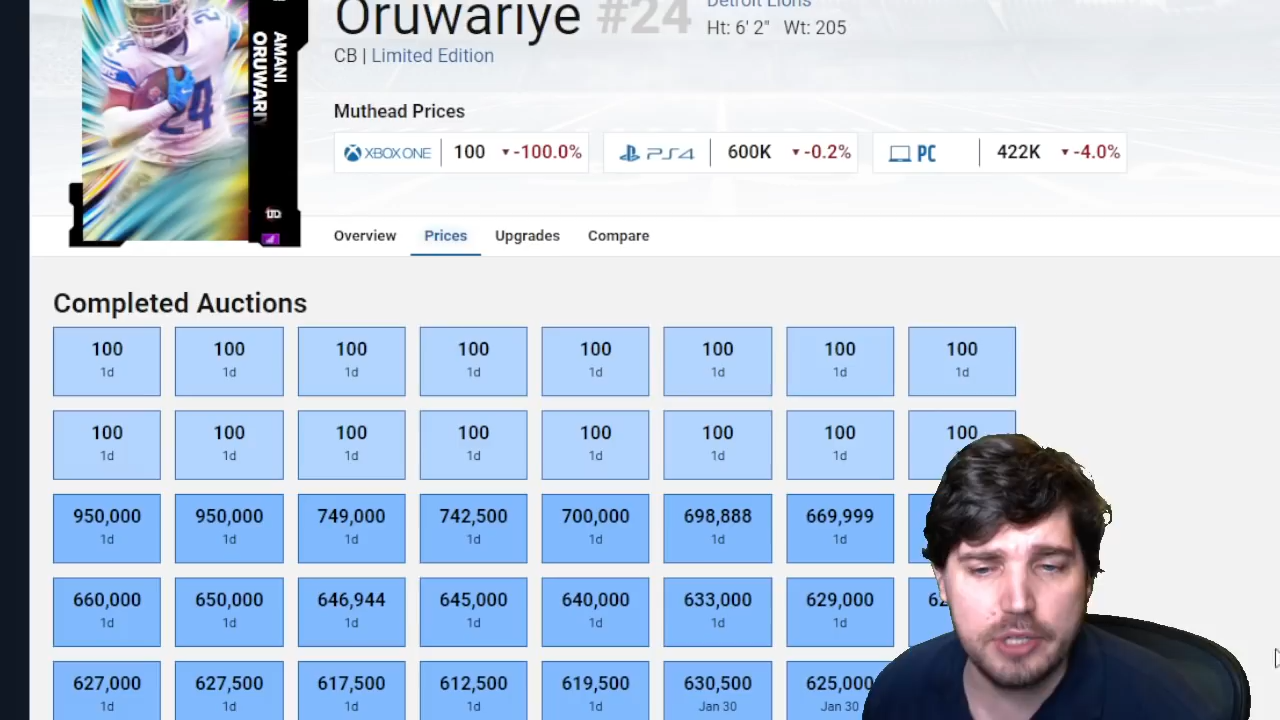 Oruwariye #24
Detroit Lions
Ht: 6' 2" Wt: 205
CB | Limited Edition
AMANI
24
UD
Muthead Prices
XBOX ONE 100 -100.0% PS4 600K -0.2% PC 422K -4.0%
Overview Prices Upgrades Compare
Completed Auctions
100 100 100 100 100 100 100 100
1d 1d 1d 1d 1d 1d 1d 1d
100 100 100 100 100 100 100 100
1d 1d 1d 1d 1d 1d 1d
950,000 950,000 749,000 742,500 700,000 698,888 669,999
1d 1d 1d 1d 1d 1d 1d
660,000 650,000 646,944 645,000 640,000 633,000 629,000
1d 1d 1d 1d 1d 1d 1d
627,000 627,500 617,500 612,500 619,500 630,500 625,000
1d 1d 1d 1d 1d Jan 30 Jan 30